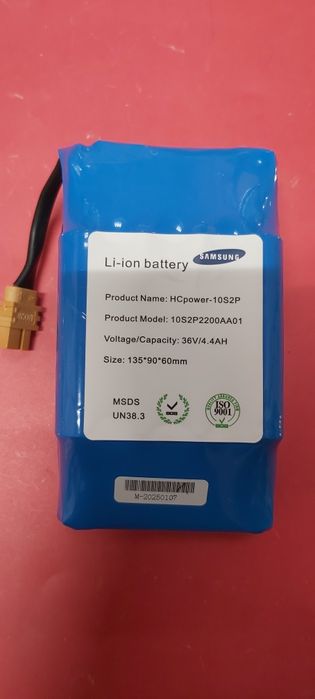 Li-ion battery SAMSUNG
Product Name: HCpower-10S2P
Product Model: 10S2P2200AA01
Voltage/Capacity: 36V/4.4AH
Size: 135*90*60mm
MSDS
UN38.3
ISO
9001
M-20250107